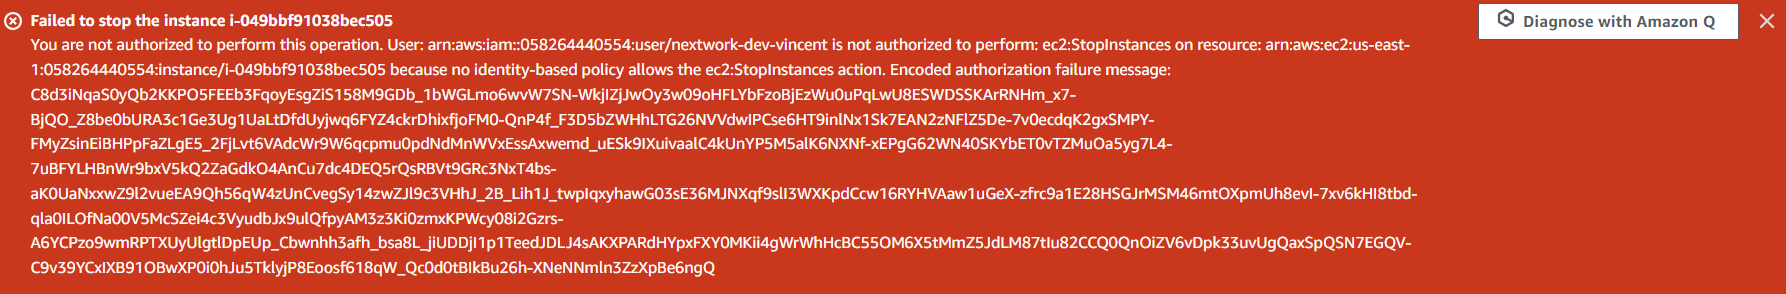 Failed to stop the instance i-049bbf91038bec505
Diagnose with Amazon Q
You are not authorized to perform this operation. User: arn:aws:iam::058264440554:user/nextwork-dev-vincent is not authorized to perform: ec2:StopInstances on resource: arn:aws:ec2:us-east-
1:058264440554:instance/i-049bbf91038bec505 because no identity-based policy allows the ec2:StopInstances action. Encoded authorization failure message:
C8d3iNqaS0yQb2KKPO5FEEb3FqoyEsgZiS158M9GDb_1bWGLmo6wvW7SN-WkjIZjJwOy3w09oHFLYbFzoBjEzWu0uPqLwU8ESWDSSKArRNHm_x7-
BjQO_Z8be0bURA3c1Ge3Ug1UaLtDfdUyjwq6FYZ4ckrDhixfjoFM0-QnP4f_F3D5bZWHhLTG26NVVdwIPCse6HT9inlNx1Sk7EAN2zNFlZ5De-7v0ecdqK2gxSMPY-
FMyZsinEiBHPpFaZLgE5_2FjLvt6VAdcWr9W6qcpmu0pdNdMnWVxEssAxwemd_uESk9IXuivaalC4kUnYP5M5alK6NXNf-xEPgG62WN40SKYbET0vTZMuOa5yg7L4-
7uBFYLHBnWr9bxV5kQ2ZaGdkO4AnCu7dc4DEQ5rQsRBVt9GRc3NxT4bs-
aK0UaNxxwZ9l2vueEA9Qh56qW4zUnCvegSy14zwZJl9c3VHhJ_2B_Lih1J_twpIqxyhawG03sE36MJNXqf9slI3WXKpdCcw16RYHVAaw1uGeX-zfrc9a1E28HSGJrMSM46mtOXpmUh8evI-7xv6kHI8tbd-
qla0ILOfNa00V5McSZei4c3VyudbJx9ulQfpyAM3z3Ki0zmxKPWcy08i2Gzrs-
A6YCPzo9wmRPTXUyUlgtlDpEUp_Cbwnhh3afh_bsa8L_jiUDDjI1p1TeedJDLJ4sAKXPARdHYpxFXY0MKii4gWrWhHcBC55OM6X5tMmZ5JdLM87tIu82CCQ0QnOiZV6vDpk33uvUgQaxSpQSN7EGQV-
C9v39YCxIXB91OBwXP0i0hJu5TklyjP8Eoosf618qW_Qc0d0tBIkBu26h-XNeNNmln3ZzXpBe6ngQ